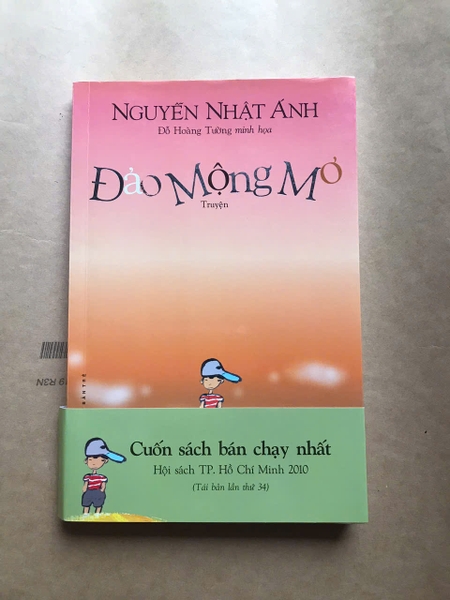 NGUYỄN NHẬT ÁNH
Đỗ Hoàng Tường minh họa
Đảo Mộng Mơ
Truyện
Cuốn sách bán chạy nhất
Hội sách TP. Hồ Chí Minh 2010
(Tái bản lần thứ 34)